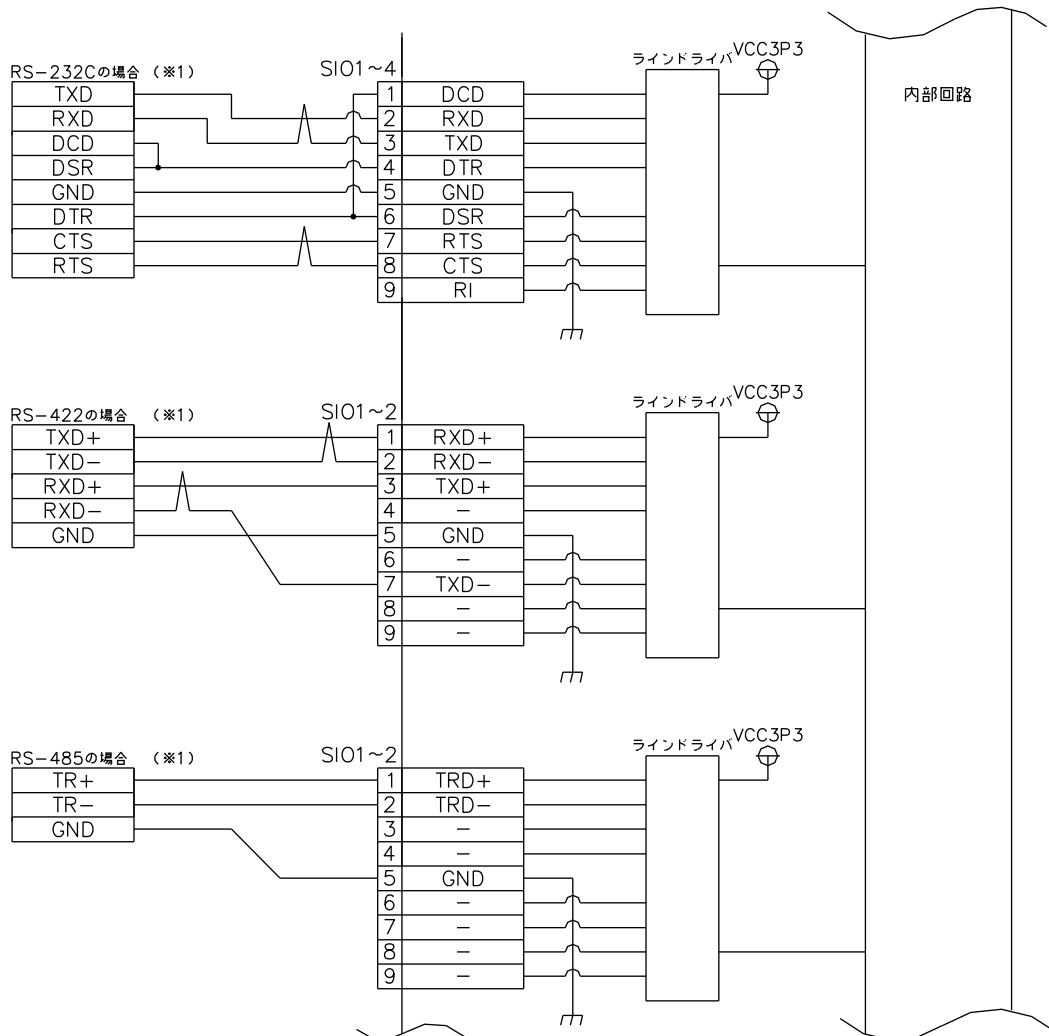 RS-232Cの場合 (※1)
TXD
RXD
DCD
DSR
GND
DTR
CTS
RTS
SIO1~4
1 DCD
2 RXD
3 TXD
4 DTR
5 GND
6 DSR
7 RTS
8 CTS
9 RI
ラインドライバ
VCC3P3
内部回路
RS-422の場合 (※1)
TXD+
TXD-
RXD+
RXD-
GND
SIO1~2
1 RXD+
2 RXD-
3 TXD+
4 -
5 GND
6 -
7 TXD-
8 -
9 -
ラインドライバ
VCC3P3
RS-485の場合 (※1)
TR+
TR-
GND
SIO1~2
1 TRD+
2 TRD-
3 -
4 -
5 GND
6 -
7 -
8 -
9 -
ラインドライバ
VCC3P3